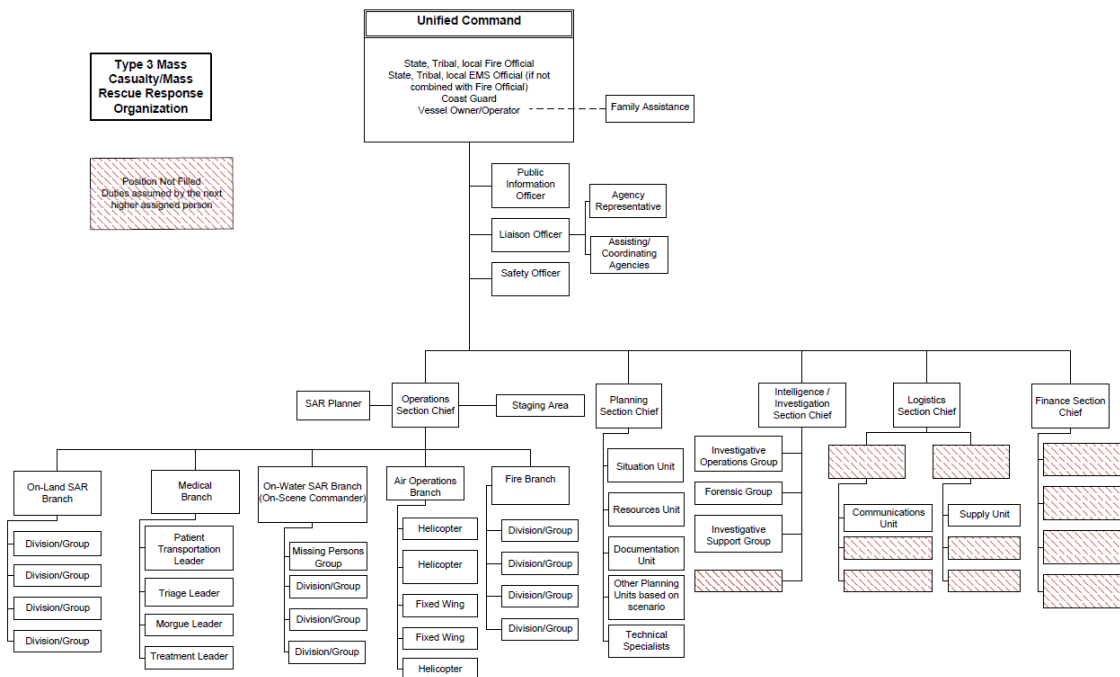 Unified Command
State, Tribal, local Fire Official
State, Tribal, local EMS Official (if not
combined with Fire Official)
Coast Guard
Vessel Owner/Operator
Family Assistance
Type 3 Mass
Casualty/Mass
Rescue Response
Organization
Position Not Filled
Duties assumed by the next
higher assigned person
Public
Information
Officer
Liaison Officer
Agency
Representative
Assisting/
Coordinating
Agencies
Safety Officer
SAR Planner
Operations
Section Chief
Staging Area
Planning
Section Chief
Intelligence /
Investigation
Section Chief
Logistics
Section Chief
Finance Section
Chief
On-Land SAR
Branch
Division/Group
Division/Group
Division/Group
Division/Group
Medical
Branch
Patient
Transportation
Leader
Triage Leader
Morgue Leader
Treatment Leader
On-Water SAR Branch
(On-Scene Commander)
Missing Persons
Group
Division/Group
Division/Group
Division/Group
Air Operations
Branch
Helicopter
Helicopter
Fixed Wing
Fixed Wing
Helicopter
Fire Branch
Division/Group
Division/Group
Division/Group
Division/Group
Situation Unit
Resources Unit
Documentation
Unit
Other Planning
Units based on
scenario
Technical
Specialists
Investigative
Operations Group
Forensic Group
Investigative
Support Group
Communications
Unit
Supply Unit